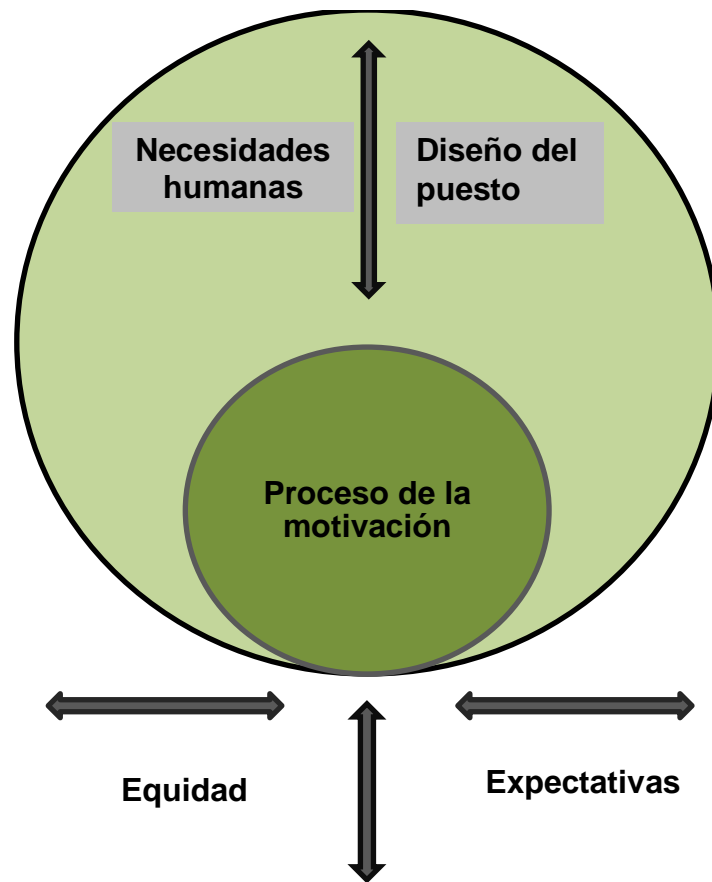 Necesidades
humanas
Diseño del
puesto
Proceso de la
motivación
Equidad
Expectativas